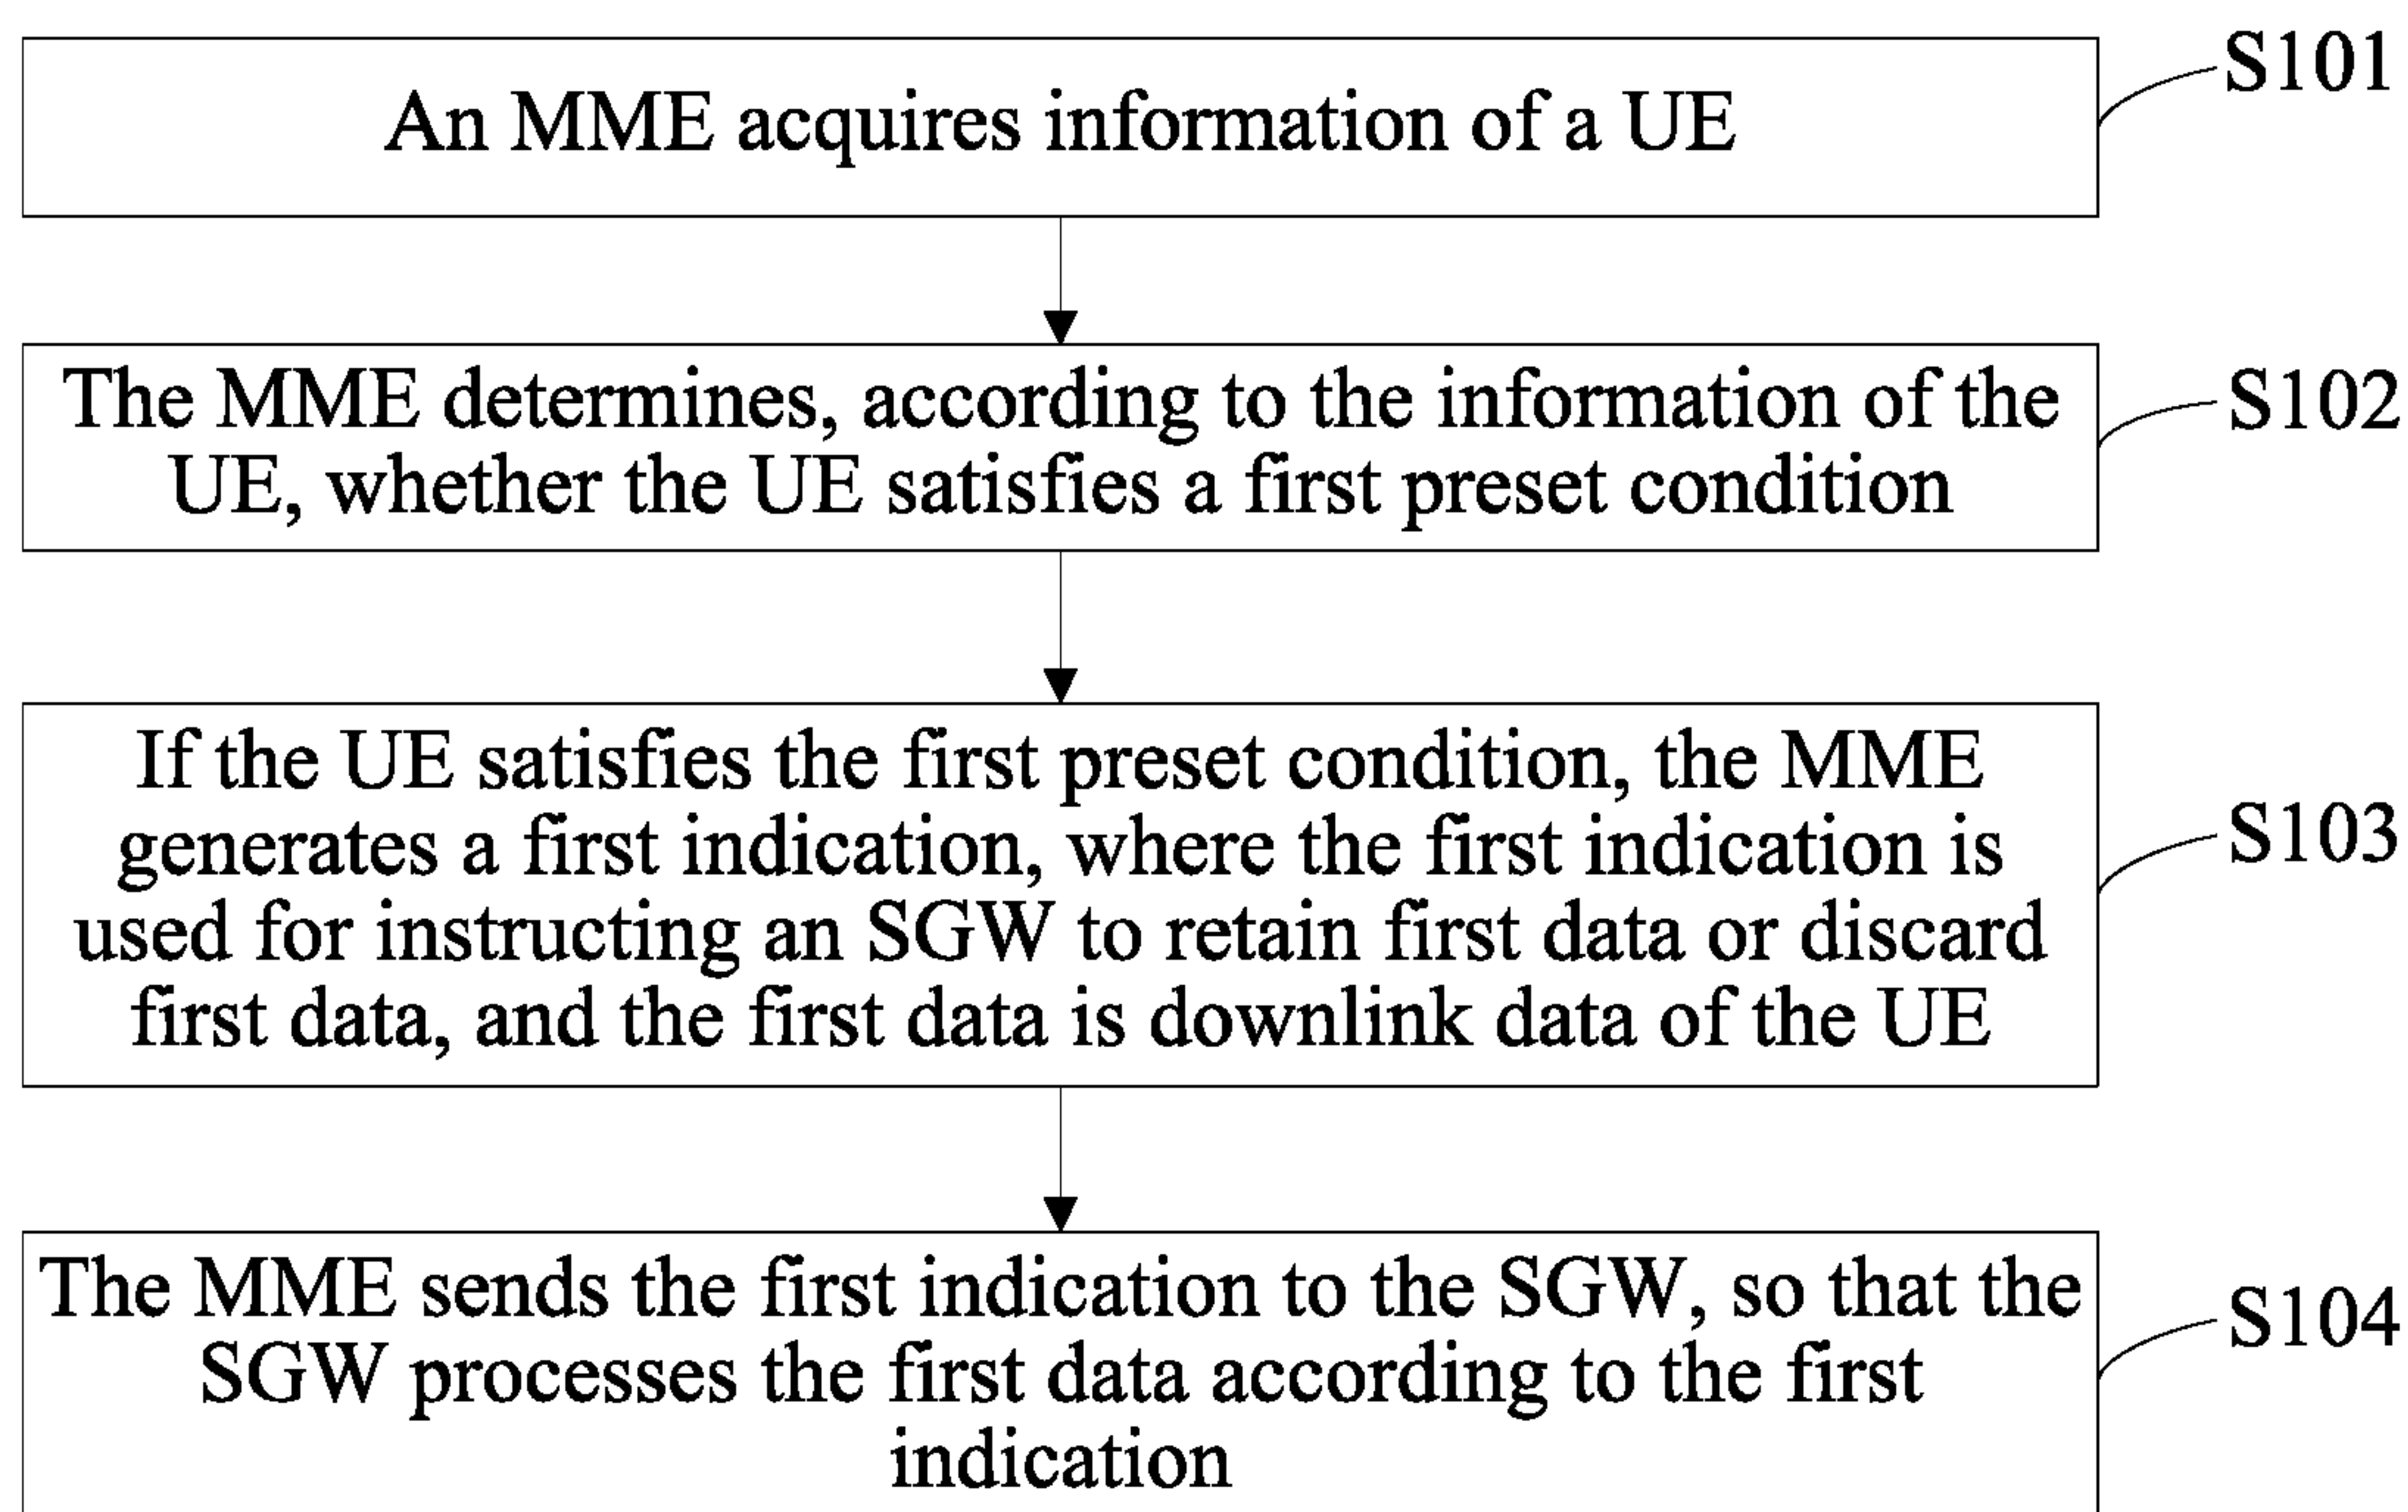 An MME acquires information of a UE
S101
The MME determines, according to the information of the
UE, whether the UE satisfies a first preset condition
S102
If the UE satisfies the first preset condition, the MME
generates a first indication, where the first indication is
used for instructing an SGW to retain first data or discard
first data, and the first data is downlink data of the UE
S103
The MME sends the first indication to the SGW, so that the
SGW processes the first data according to the first
indication
S104